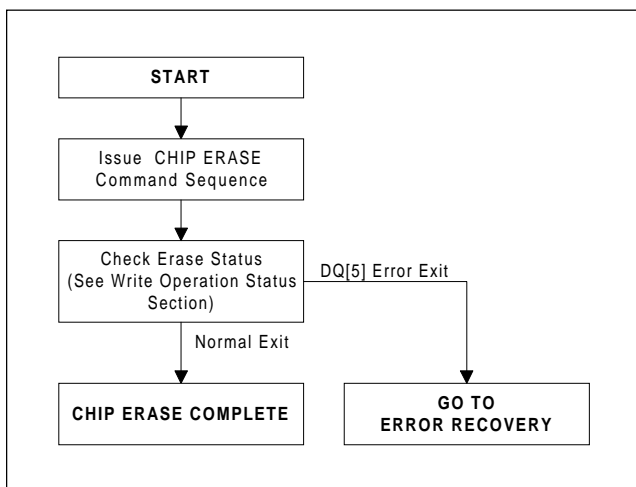 START
Issue CHIP ERASE
Command Sequence
Check Erase Status
(See Write Operation Status
Section)
DQ[5] Error Exit
Normal Exit
CHIP ERASE COMPLETE
GO TO
ERROR RECOVERY